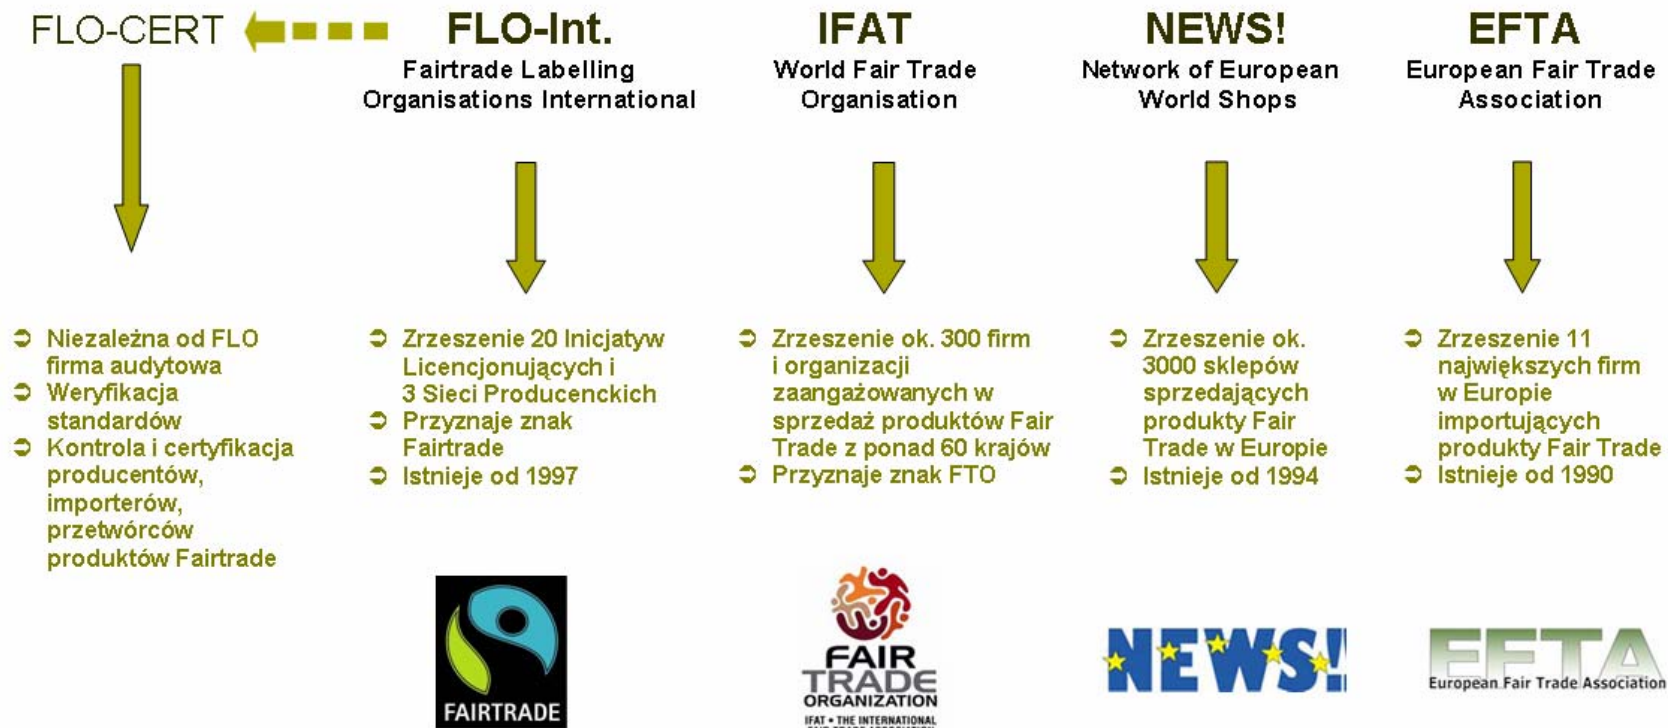 FLO-CERT
FLO-Int.
Fairtrade Labelling
Organisations International
IFAT
World Fair Trade
Organisation
NEWS!
Network of European
World Shops
EFTA
European Fair Trade
Association
Niezależna od FLO
firma audytowa
Weryfikacja
standardów
Kontrola i certyfikacja
producentów,
importerów,
przetwórców
produktów Fairtrade
Zrzeszenie 20 Inicjatyw
Licencjonujących i
3 Sieci Producenckich
Przyznaje znak
Fairtrade
Istnieje od 1997
Zrzeszenie ok. 300 firm
i organizacji
zaangażowanych w
sprzedaż produktów Fair
Trade z ponad 60 krajów
Przyznaje znak FTO
Zrzeszenie ok.
3000 sklepów
sprzedających
produkty Fair
Trade w Europie
Istnieje od 1994
Zrzeszenie 11
największych firm
w Europie
importujących
produkty Fair Trade
Istnieje od 1990
FAIRTRADE
FAIR
TRADE
ORGANIZATION
IFAT • THE INTERNATIONAL
FAIR TRADE ASSOCIATION
NEWS!
EFTA
European Fair Trade Association